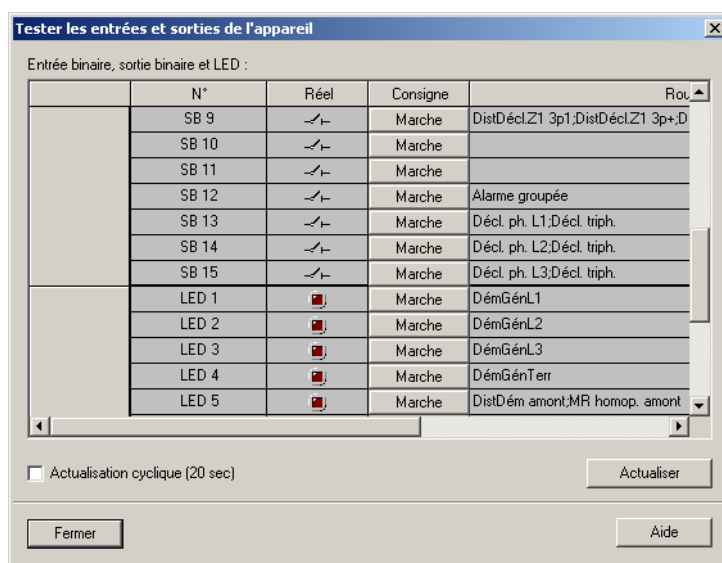 Tester les entrées et sorties de l'appareil
Entrée binaire, sortie binaire et LED :
N° Réel Consigne Rou
SB 9 Marche DistDécl.Z1 3p1;DistDécl.Z1 3p+;D
SB 10 Marche
SB 11 Marche
SB 12 Marche Alarme groupée
SB 13 Marche Décl. ph. L1;Décl. triph.
SB 14 Marche Décl. ph. L2;Décl. triph.
SB 15 Marche Décl. ph. L3;Décl. triph.
LED 1 Marche DémGénL1
LED 2 Marche DémGénL2
LED 3 Marche DémGénL3
LED 4 Marche DémGénTerr
LED 5 Marche DistDém amont;MR homop. amont
Actualisation cyclique (20 sec) Actualiser
Fermer Aide